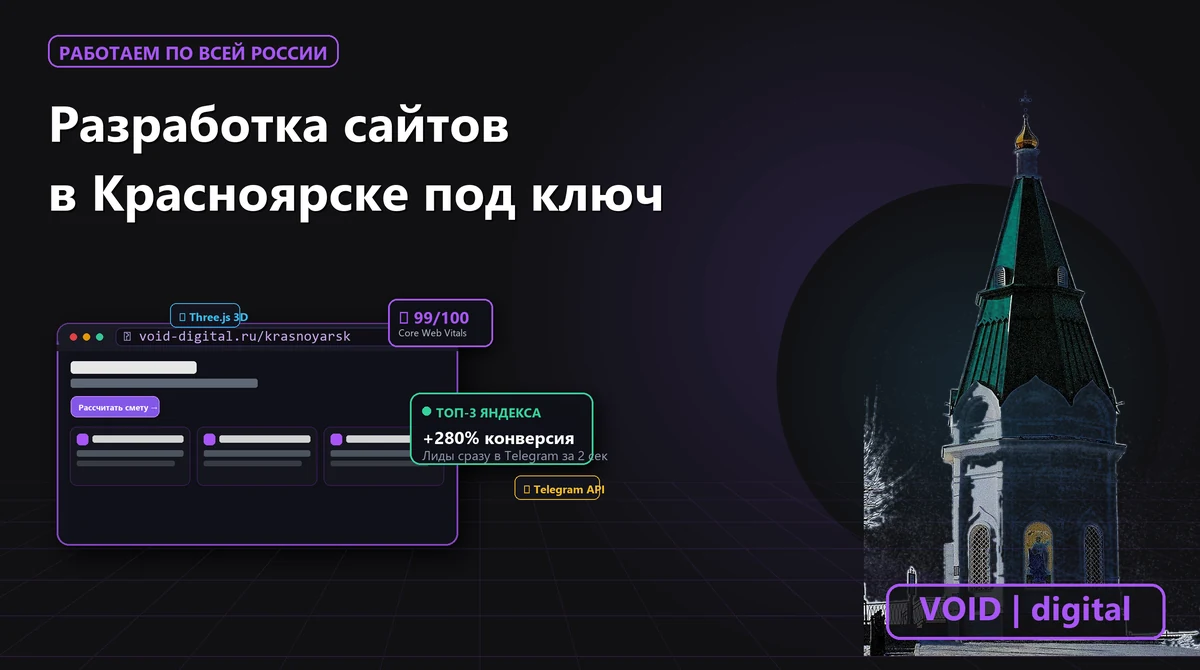 РАБОТАЕМ ПО ВСЕЙ РОССИИ
Разработка сайтов
в Красноярске под ключ
Three.js 3D
99/100
Core Web Vitals
void-digital.ru/krasnoyarsk
Рассчитать смету →
ТОП-3 ЯНДЕКСА
+280% конверсия
Лиды сразу в Telegram за 2 сек
Telegram API
VOID | digital